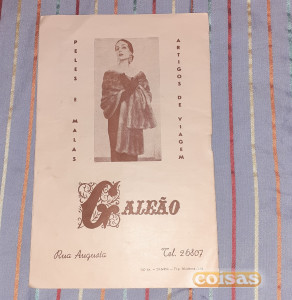 PELES E MALAS
ARTIGOS DE VIAGEM
GALEÃO
Rua Augusta
Tel. 26807
coisas